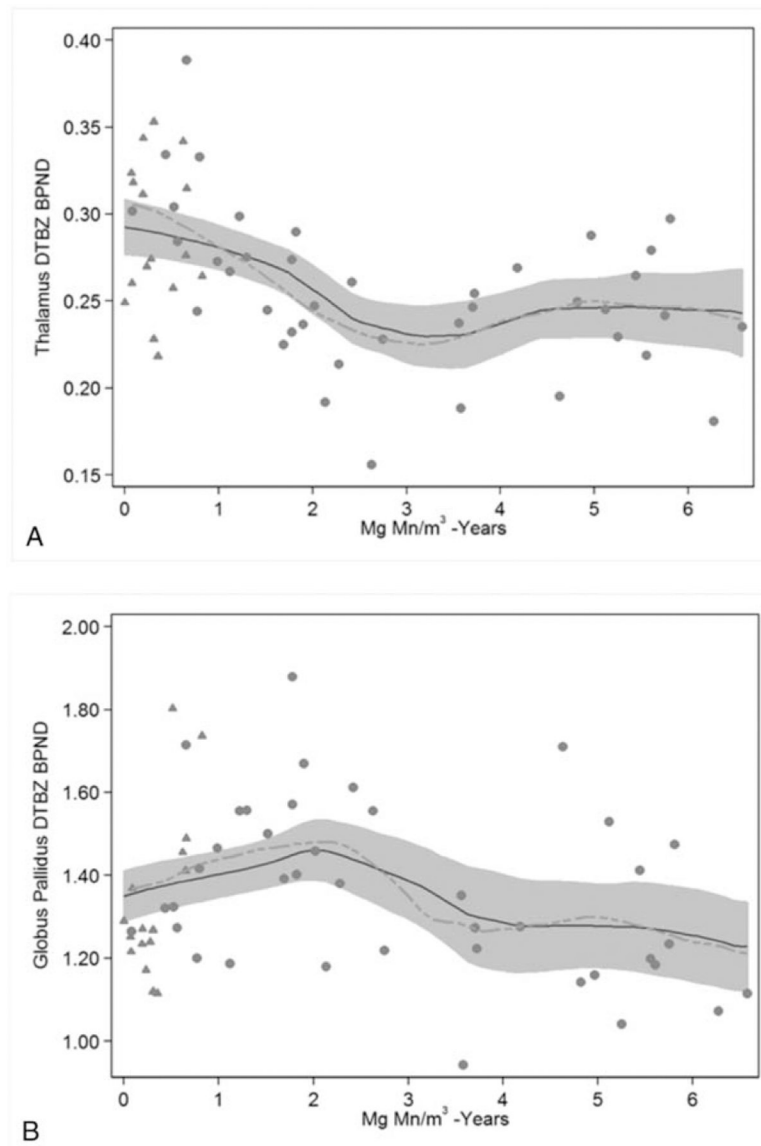 0.40
0.35
0.30
0.25
0.20
0.15
Thalamus DTBZ BPND
0 1 2 3 4 5 6
Mg Mn/m³ -Years
A
2.00
1.80
1.60
1.40
1.20
1.00
Globus Pallidus DTBZ BPND
0 1 2 3 4 5 6
Mg Mn/m³ -Years
B